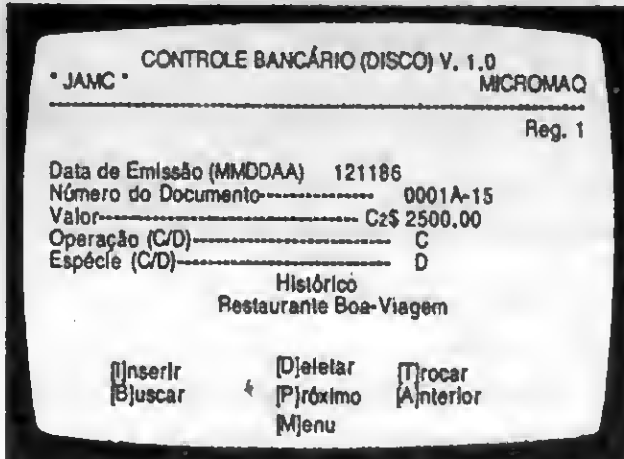 CONTROLE BANCÁRIO (DISCO) V. 1.0
* JAMC * MICROMAQ
Reg. 1
Data de Emissão (MMDDAA) 121186
Número do Documento-------------- 0001A-15
Valor------------------------------- Cz$ 2500.00
Operação (C/D)----------------------- C
Espécie (C/D)------------------------ D
Histórico
Restaurante Boa-Viagem
[I]nserir [D]eletar [T]rocar
[B]uscar [P]róximo [A]nterior
[M]enu